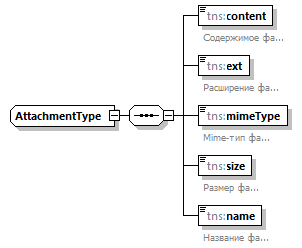 tns:content
Содержимое фа...
tns:ext
Расширение фа...
AttachmentType
tns:mimeType
Mime-тип фа...
tns:size
Размер фа...
tns:name
Название фа...